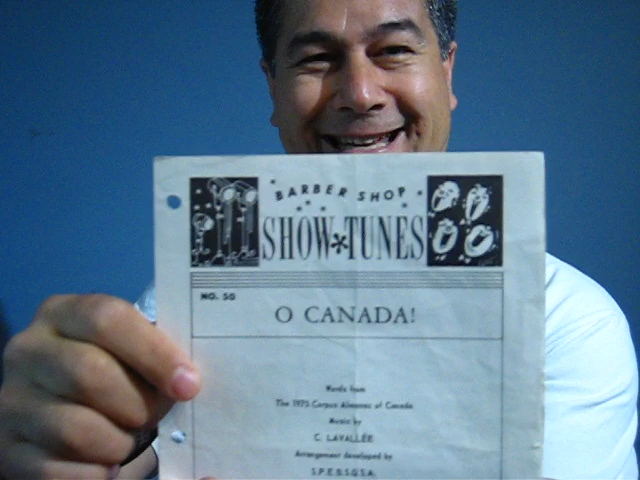 BARBER SHOP
SHOW*TUNES
NO. 50
O CANADA!
Words from
The 1975 Corpus Almanac of Canada
Music by
C. LAVALLÉE
Arrangement developed by
S.P.E.B.S.Q.S.A.